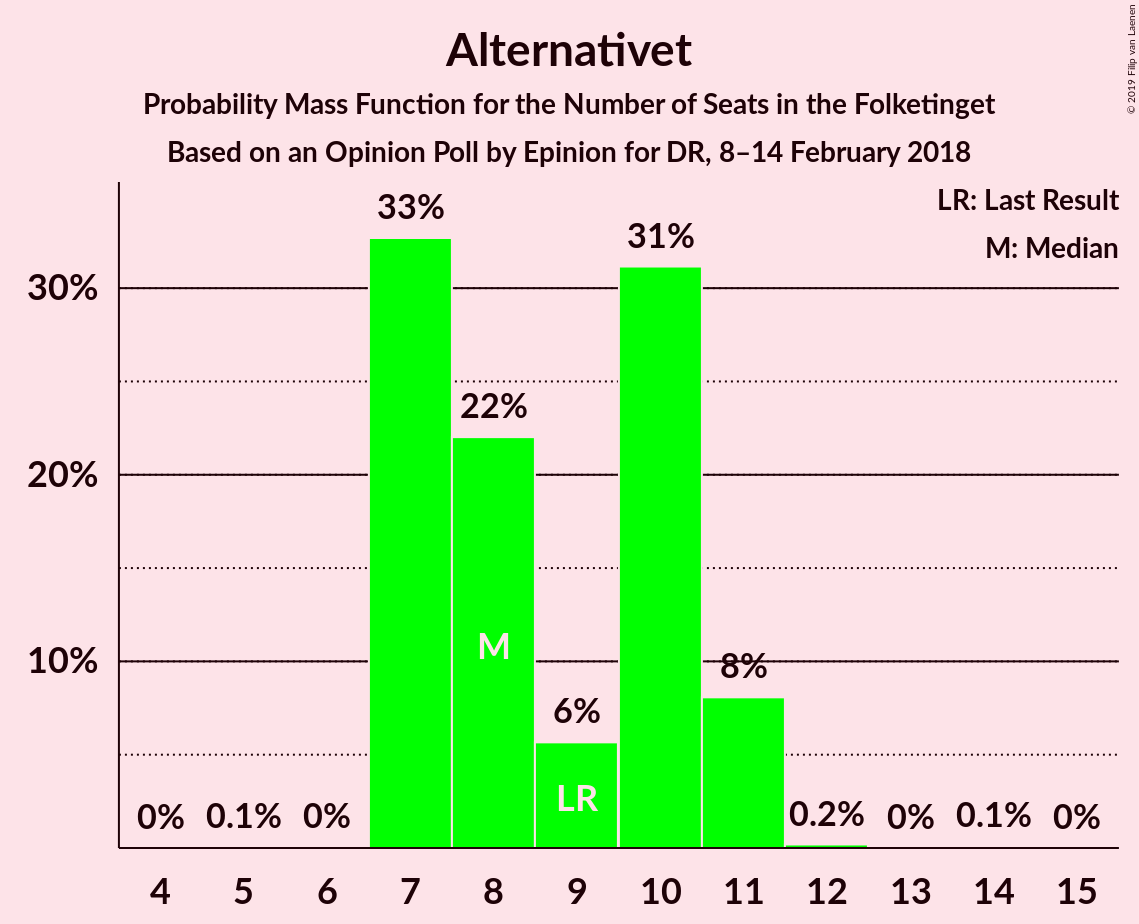 Alternativet
Probability Mass Function for the Number of Seats in the Folketinget
Based on an Opinion Poll by Epinion for DR, 8–14 February 2018
© 2019 Filip van Laenen
LR: Last Result
M: Median
30%
20%
10%
0%
0.1%
0%
33%
22%
6%
31%
8%
0.2%
0%
0.1%
0%
M
LR
4 5 6 7 8 9 10 11 12 13 14 15